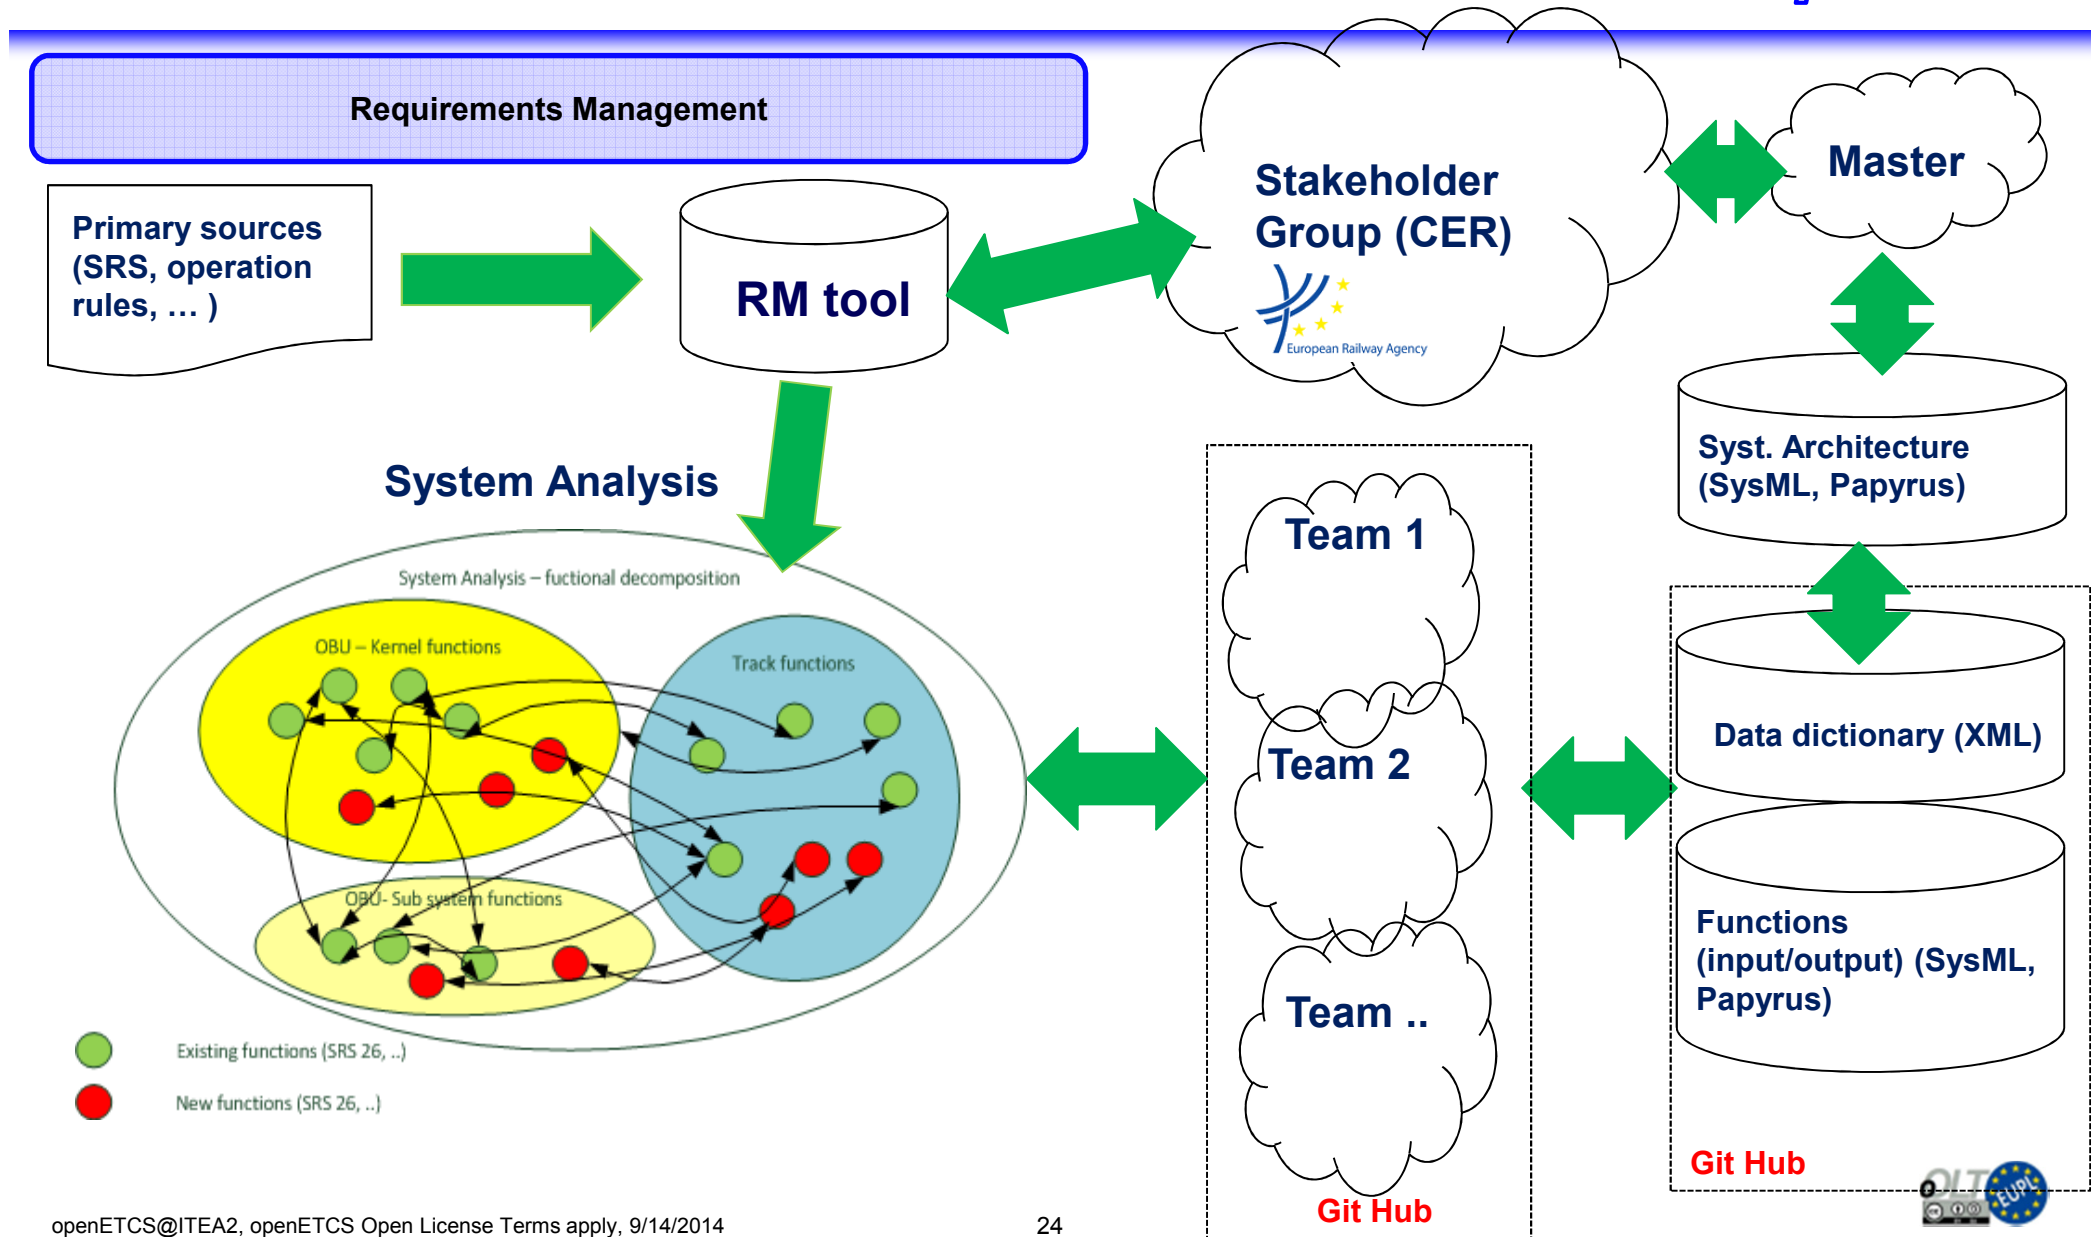 Requirements Management
Primary sources
(SRS, operation
rules, … )
RM tool
Stakeholder
Group (CER)
European Railway Agency
Master
System Analysis
Syst. Architecture
(SysML, Papyrus)
System Analysis – fuctional decomposition
OBU – Kernel functions
Track functions
OBU- Sub system functions
Existing functions (SRS 26, ..)
New functions (SRS 26, ..)
Team 1
Team 2
Team ..
Git Hub
Data dictionary (XML)
Functions
(input/output) (SysML,
Papyrus)
Git Hub
OLT
EUPL
cc
openETCS@ITEA2, openETCS Open License Terms apply, 9/14/2014
24